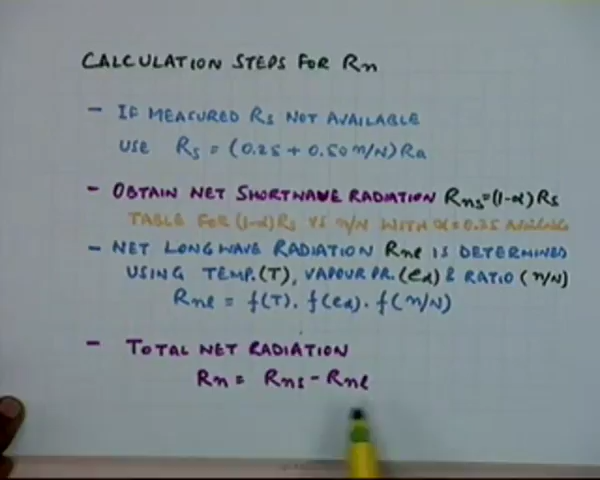 CALCULATION STEPS FOR Rn
- IF MEASURED Rs NOT AVAILABLE
USE Rs = (0.25 + 0.50 n/N) Ra
- OBTAIN NET SHORTWAVE RADIATION Rns=(1-α)Rs
TABLE FOR (1-α)Rs VS n/N WITH α=0.25
- NET LONGWAVE RADIATION Rnl IS DETERMINED
USING TEMP.(T), VAPOUR PR.(ed) & RATIO (n/N)
Rnl = f(T). f(ed). f(n/N)
- TOTAL NET RADIATION
Rn = Rns - Rnl